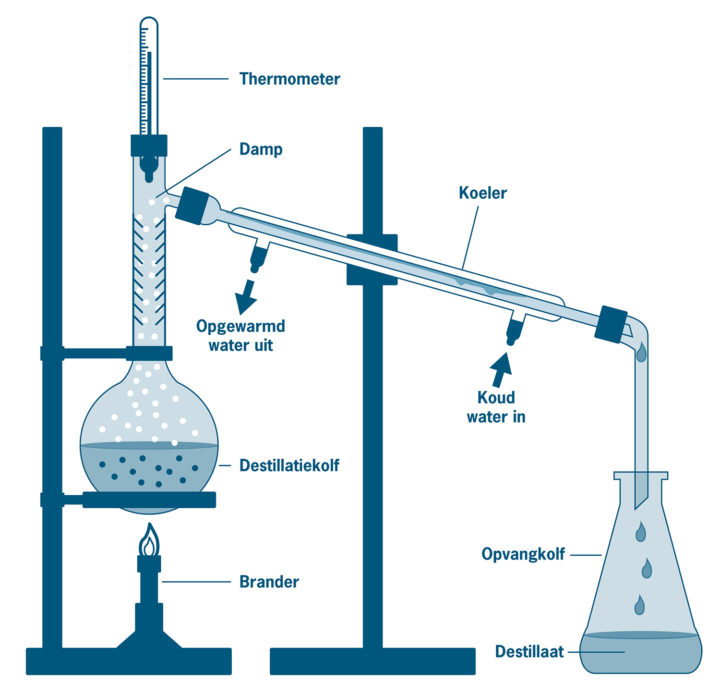 Thermometer
Damp
Koeler
Opgewarmd
water uit
Koud
water in
Destillatiekolf
Opvangkolf
Brander
Destillaat